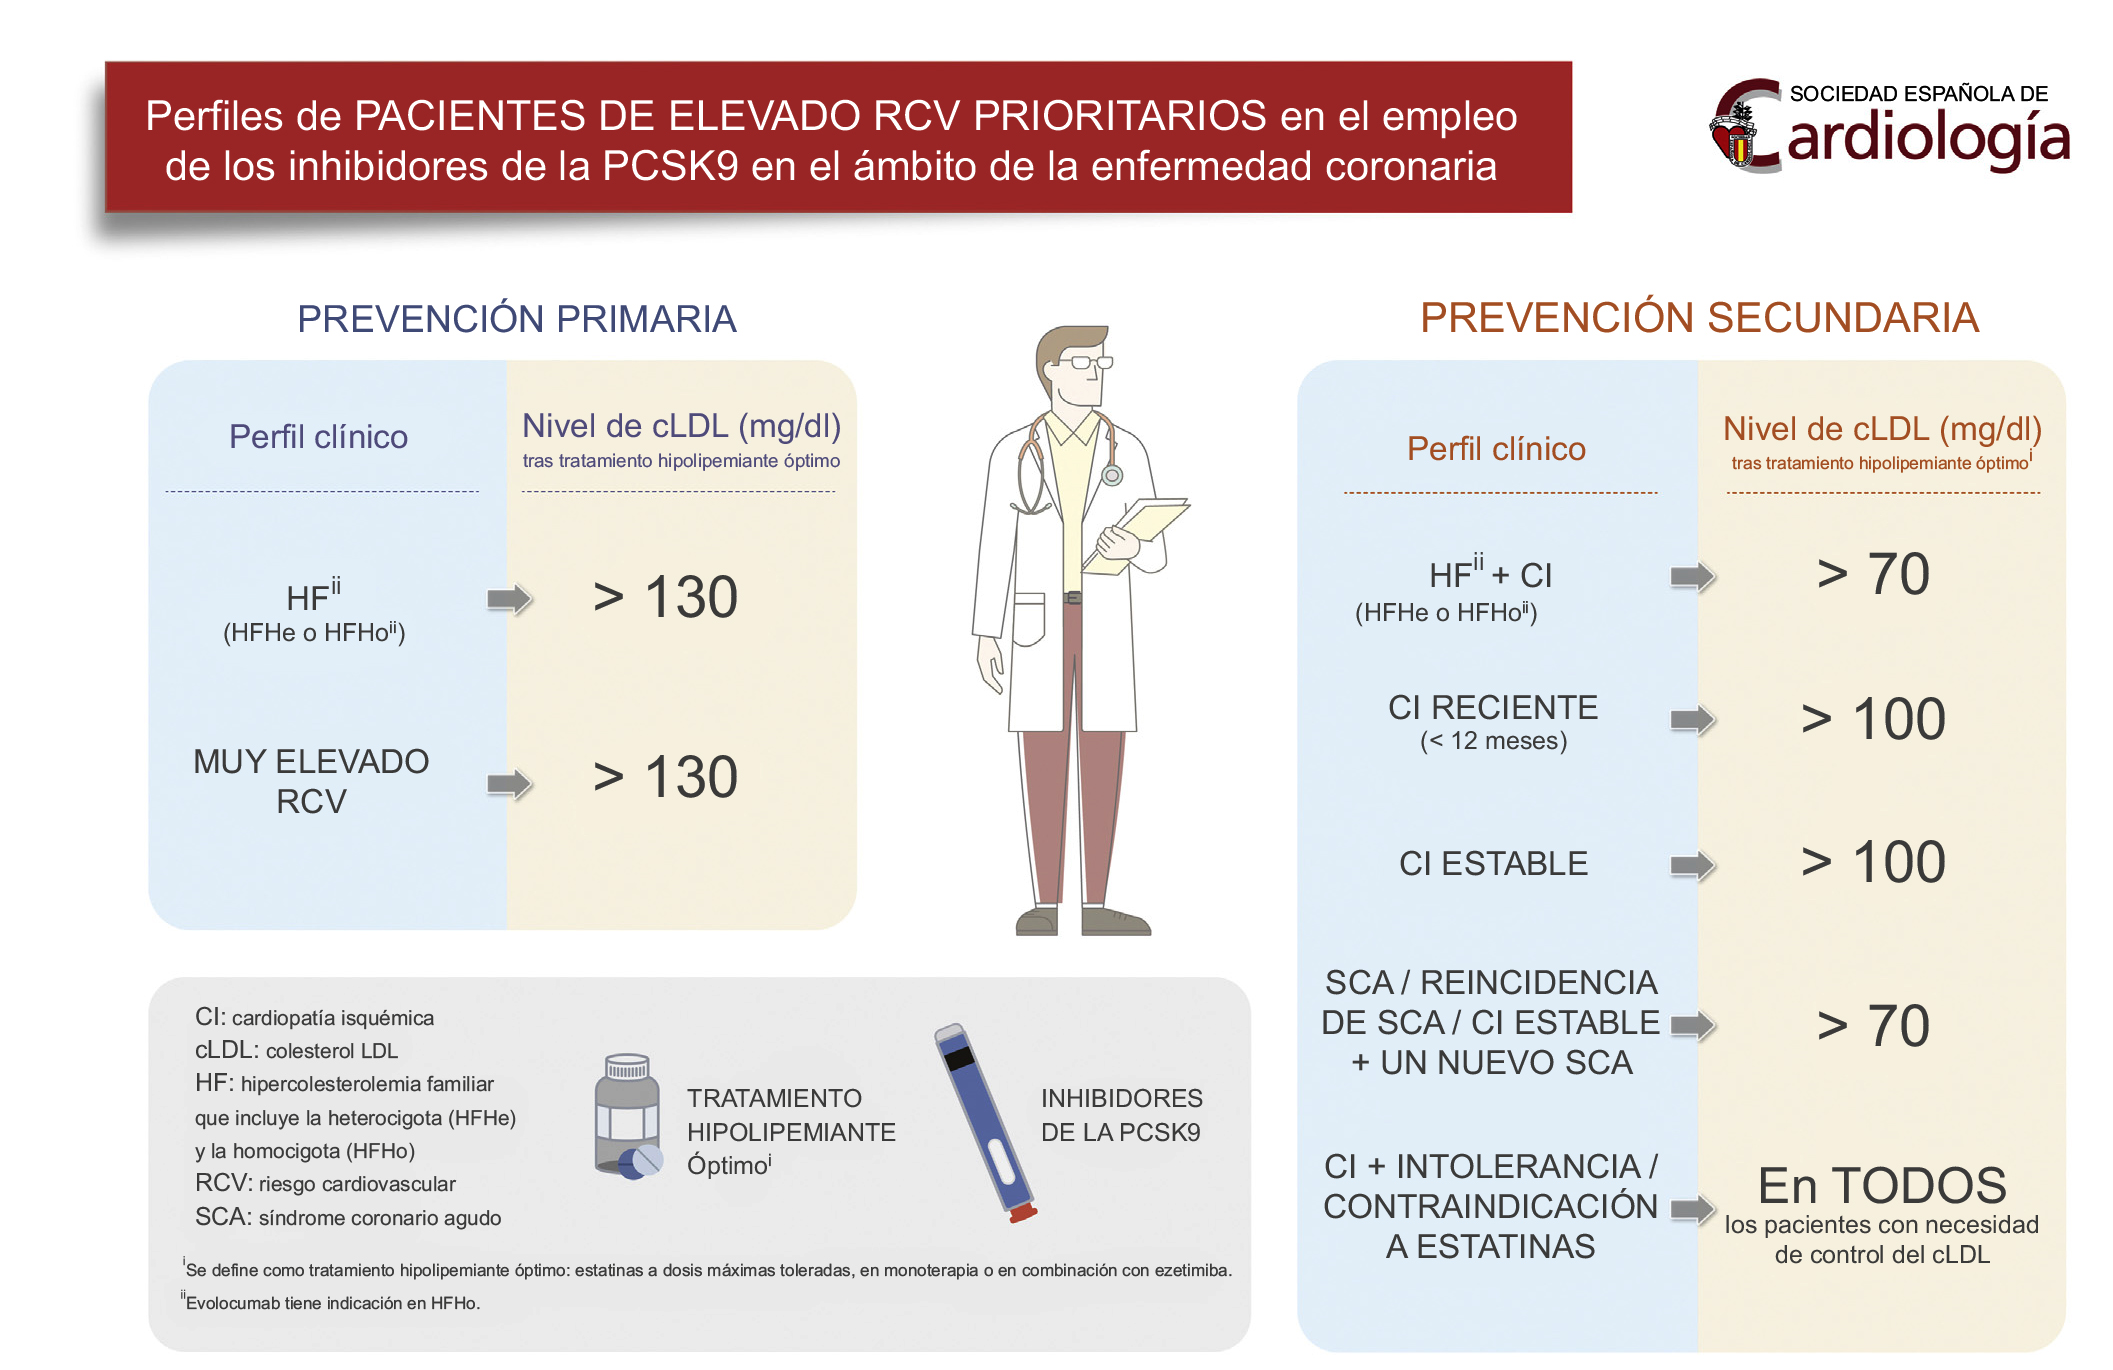 Perfiles de PACIENTES DE ELEVADO RCV PRIORITARIOS en el empleo
de los inhibidores de la PCSK9 en el ámbito de la enfermedad coronaria
SOCIEDAD ESPAÑOLA DE
Cardiología
PREVENCIÓN PRIMARIA
Perfil clínico
Nivel de cLDL (mg/dl)
tras tratamiento hipolipemiante óptimo
HFii
(HFHe o HFHoii)
> 130
MUY ELEVADO
RCV
> 130
PREVENCIÓN SECUNDARIA
Perfil clínico
Nivel de cLDL (mg/dl)
tras tratamiento hipolipemiante óptimoi
HFii + CI
(HFHe o HFHoii)
> 70
CI RECIENTE
(< 12 meses)
> 100
CI ESTABLE
> 100
SCA / REINCIDENCIA
DE SCA / CI ESTABLE
+ UN NUEVO SCA
> 70
CI + INTOLERANCIA /
CONTRAINDICACIÓN
A ESTATINAS
En TODOS
los pacientes con necesidad
de control del cLDL
CI: cardiopatía isquémica
cLDL: colesterol LDL
HF: hipercolesterolemia familiar
que incluye la heterocigota (HFHe)
y la homocigota (HFHo)
RCV: riesgo cardiovascular
SCA: síndrome coronario agudo
TRATAMIENTO
HIPOLIPEMIANTE
Óptimoi
INHIBIDORES
DE LA PCSK9
iSe define como tratamiento hipolipemiante óptimo: estatinas a dosis máximas toleradas, en monoterapia o en combinación con ezetimiba.
iiEvolocumab tiene indicación en HFHo.